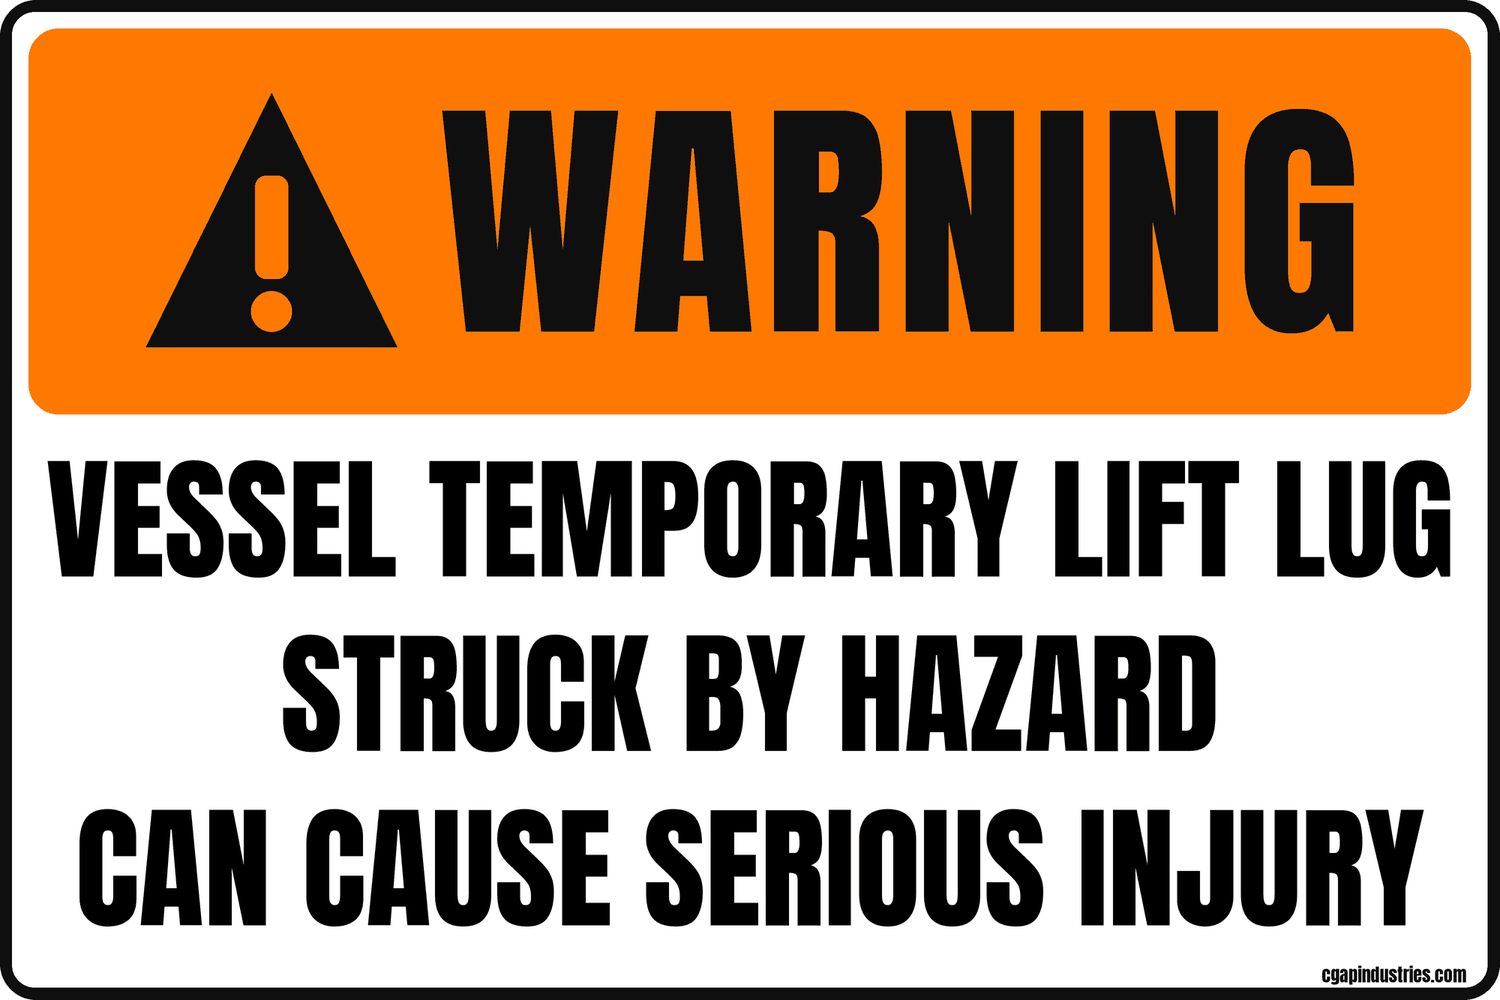 WARNING
VESSEL TEMPORARY LIFT LUG
STRUCK BY HAZARD
CAN CAUSE SERIOUS INJURY
cgapindustries.com